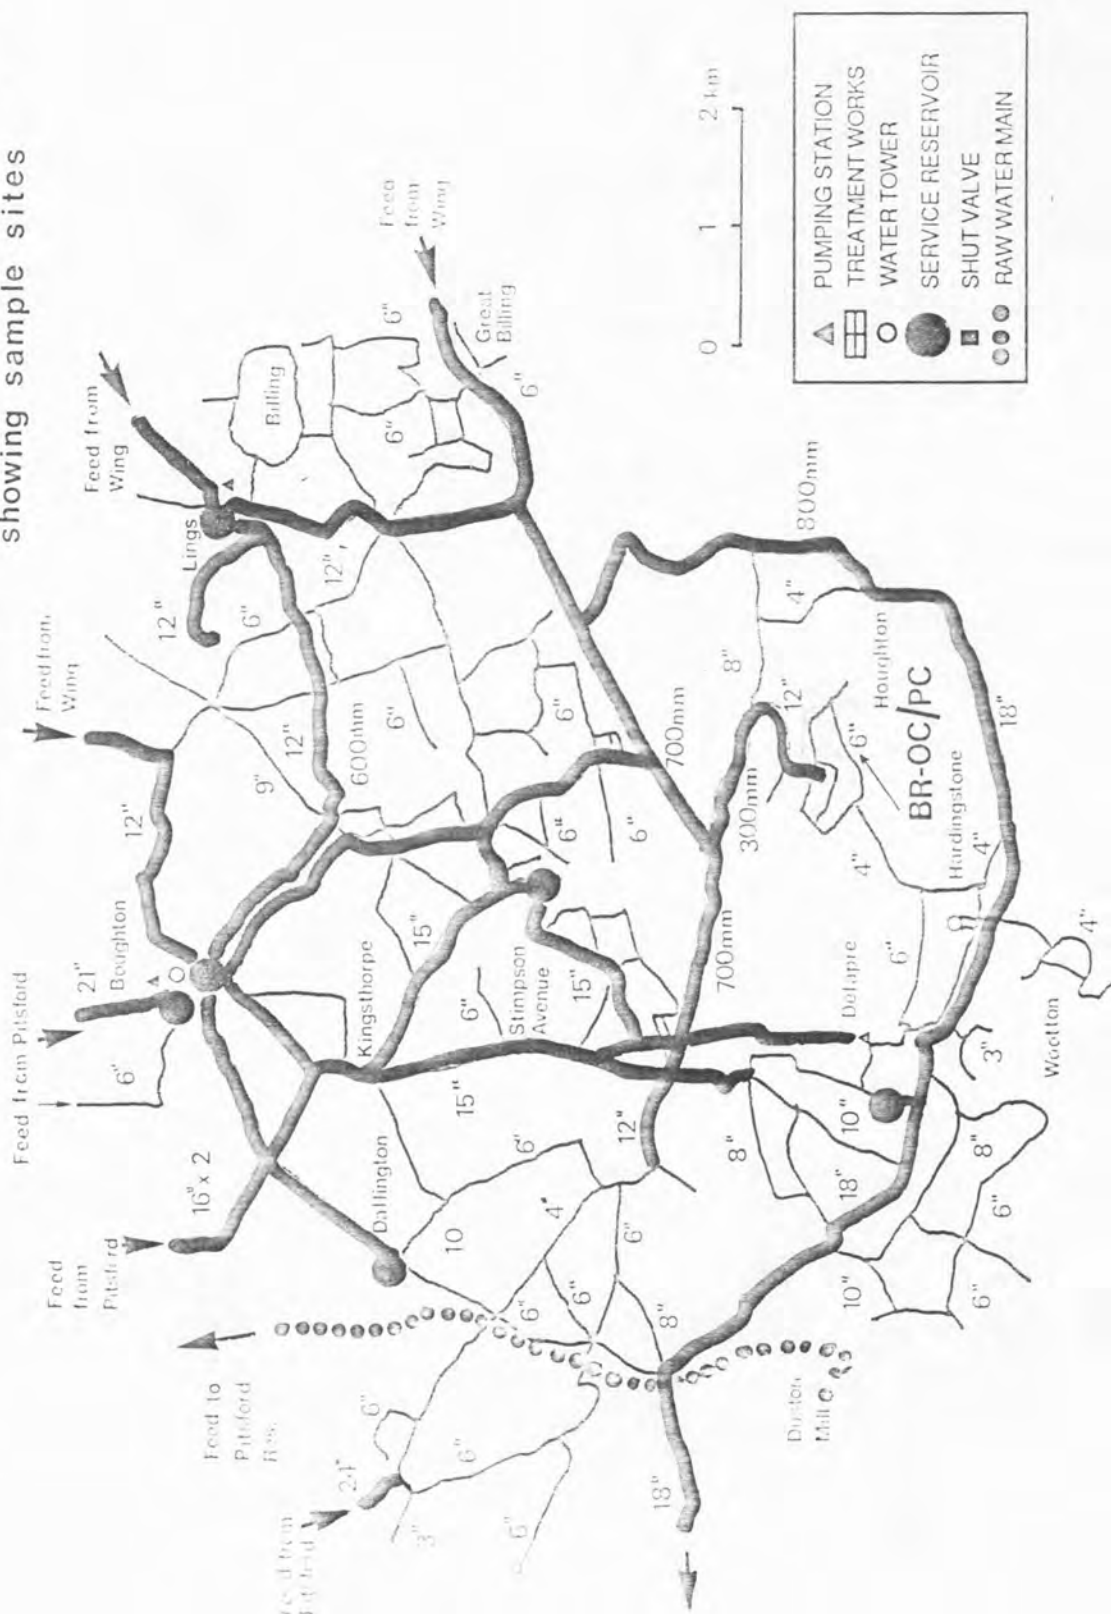 showing sample sites
Feed from Pitsford
Feed
from
Pitsford
Feed to
Pitsford
Res.
24"
6"
3"
6"
6"
16" x 2
6"
21"
Boughton
12"
Feed from
Wing
Feed from
Wing
Lings
12"
6"
12"
12"
9"
600mm
Billing
6"
6"
Feed
from
Wing
Great
Billing
6"
Dallington
Kingsthorpe
15"
15"
6"
Stimpson
Avenue
15"
6"
6"
6"
6"
700mm
10
6"
4"
6"
6"
6"
8"
12"
700mm
300mm
12"
8"
4"
800mm
6"
Houghton
BR-OC/PC
Hardingstone
4"
4"
18"
6"
Delapre
4"
Wootton
3"
10"
8"
18"
8"
6"
10"
6"
Duston
Mill
18"
0 1 2 km
PUMPING STATION
TREATMENT WORKS
WATER TOWER
SERVICE RESERVOIR
SHUT VALVE
RAW WATER MAIN